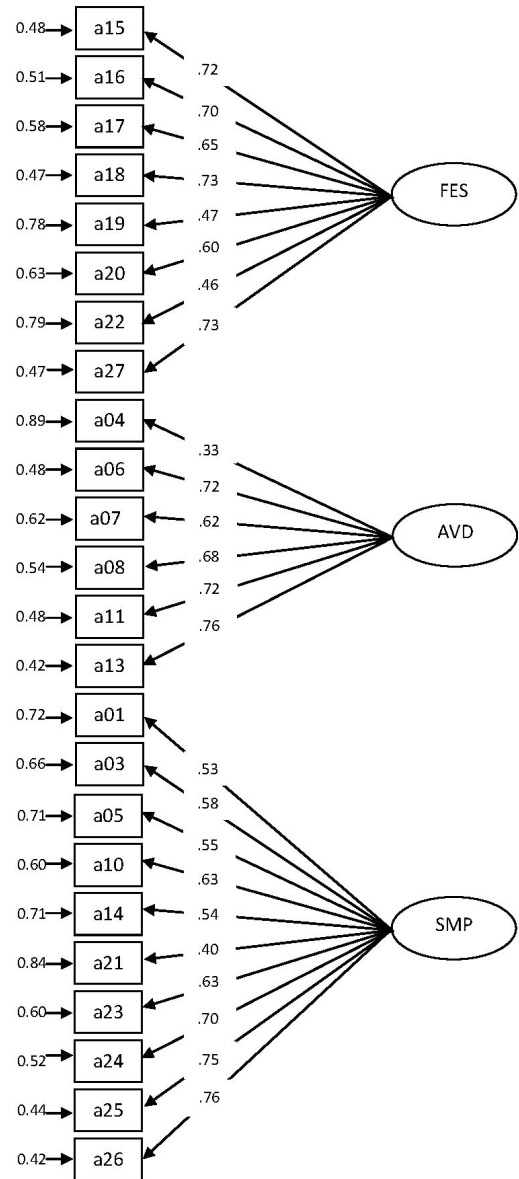 0.48 a15 .72
0.51 a16 .70
0.58 a17 .65
0.47 a18 .73 FES
0.78 a19 .47
0.63 a20 .60
0.79 a22 .46
0.47 a27 .73
0.89 a04 .33
0.48 a06 .72
0.62 a07 .62 AVD
0.54 a08 .68
0.48 a11 .72
0.42 a13 .76
0.72 a01 .53
0.66 a03 .58
0.71 a05 .55
0.60 a10 .63
0.71 a14 .54 SMP
0.84 a21 .40
0.60 a23 .63
0.52 a24 .70
0.44 a25 .75
0.42 a26 .76